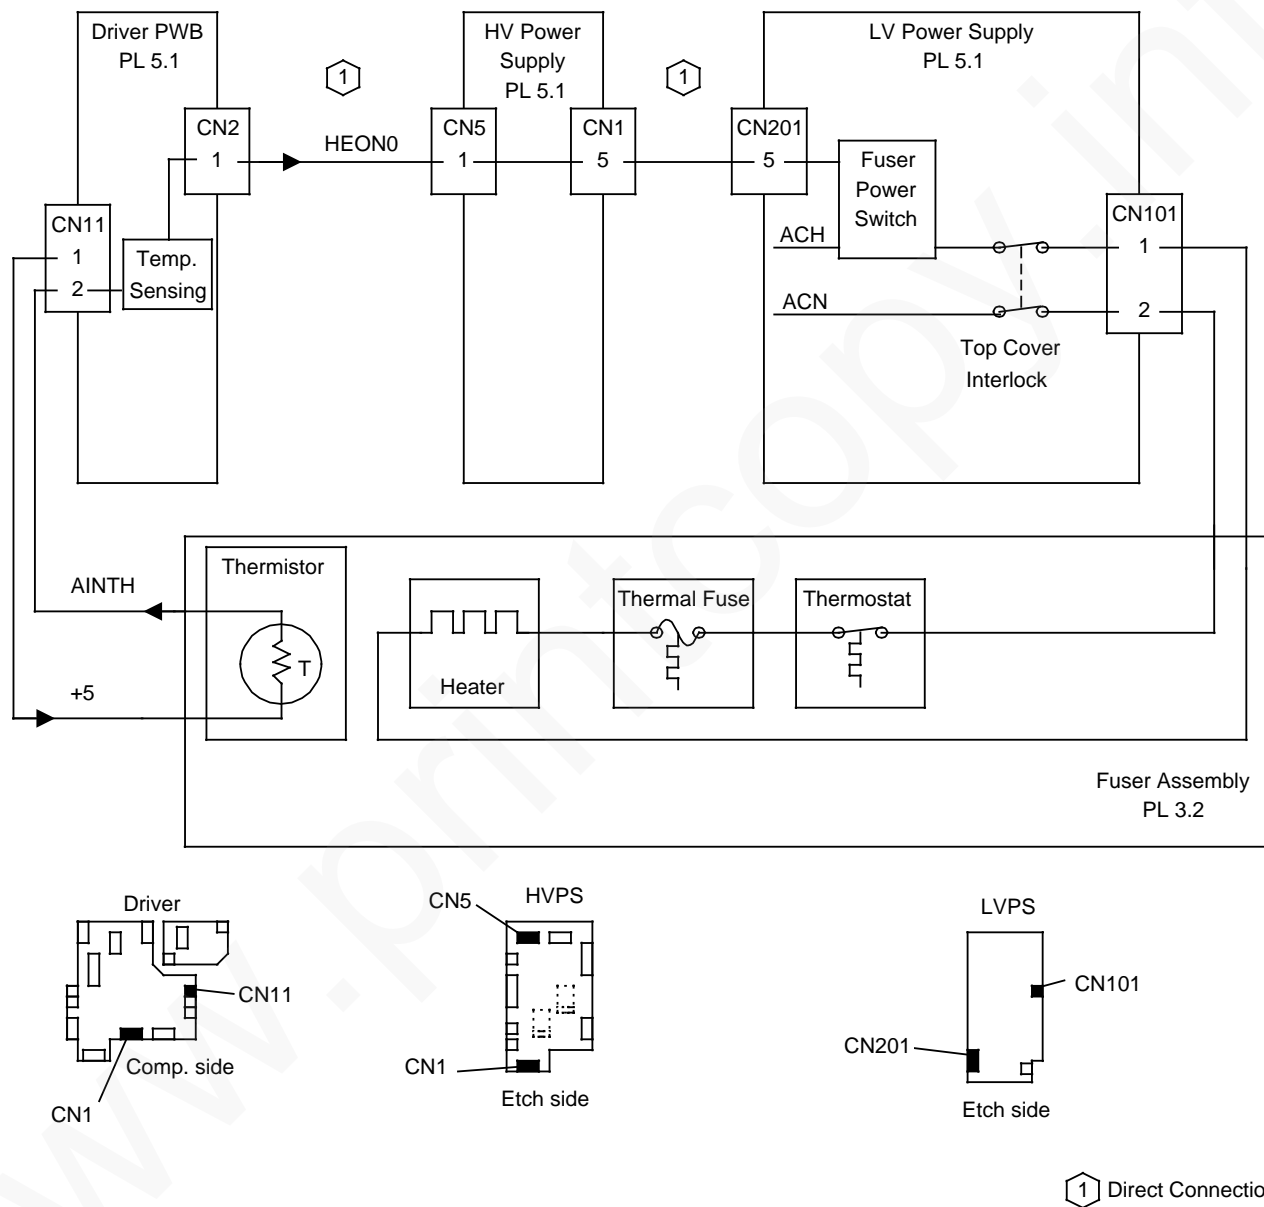 Driver PWB
PL 5.1
HV Power
Supply
PL 5.1
LV Power Supply
PL 5.1
1
1
CN2
1
HEON0
CN5
1
CN1
5
CN201
5
Fuser
Power
Switch
CN11
1
2
Temp.
Sensing
ACH
ACN
CN101
1
2
Top Cover
Interlock
AINTH
+5
Thermistor
T
Heater
Thermal Fuse
Thermostat
Fuser Assembly
PL 3.2
Driver
CN11
Comp. side
CN1
HVPS
CN5
CN1
Etch side
LVPS
CN101
CN201
Etch side
1 Direct Connectio
www.printcopy.in